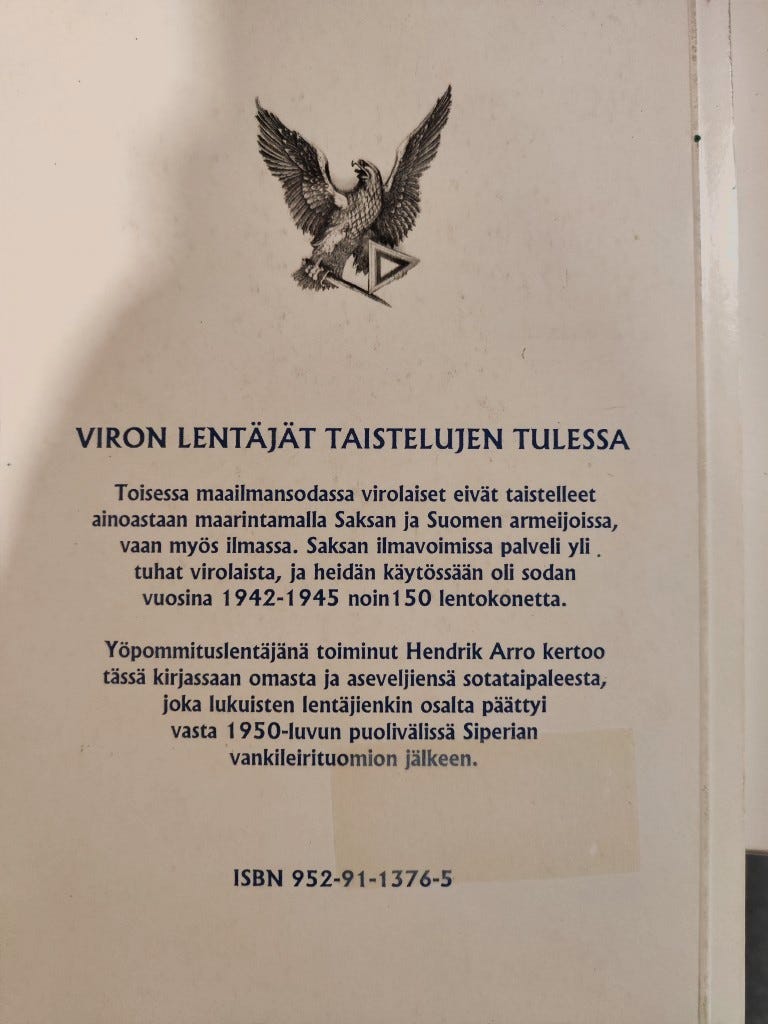 VIRON LENTÄJÄT TAISTELUJEN TULESSA
Toisessa maailmansodassa virolaiset eivät taistelleet
ainoastaan maarintamalla Saksan ja Suomen armeijoissa,
vaan myös ilmassa. Saksan ilmavoimissa palveli yli
tuhat virolaista, ja heidän käytössään oli sodan
vuosina 1942-1945 noin150 lentokonetta.
Yöpommituslentäjänä toiminut Hendrik Arro kertoo
tässä kirjassaan omasta ja aseveljiensä sotataipaleesta,
joka lukuisten lentäjienkin osalta päättyi
vasta 1950-luvun puolivälissä Siperian
vankileirituomion jälkeen.
ISBN 952-91-1376-5